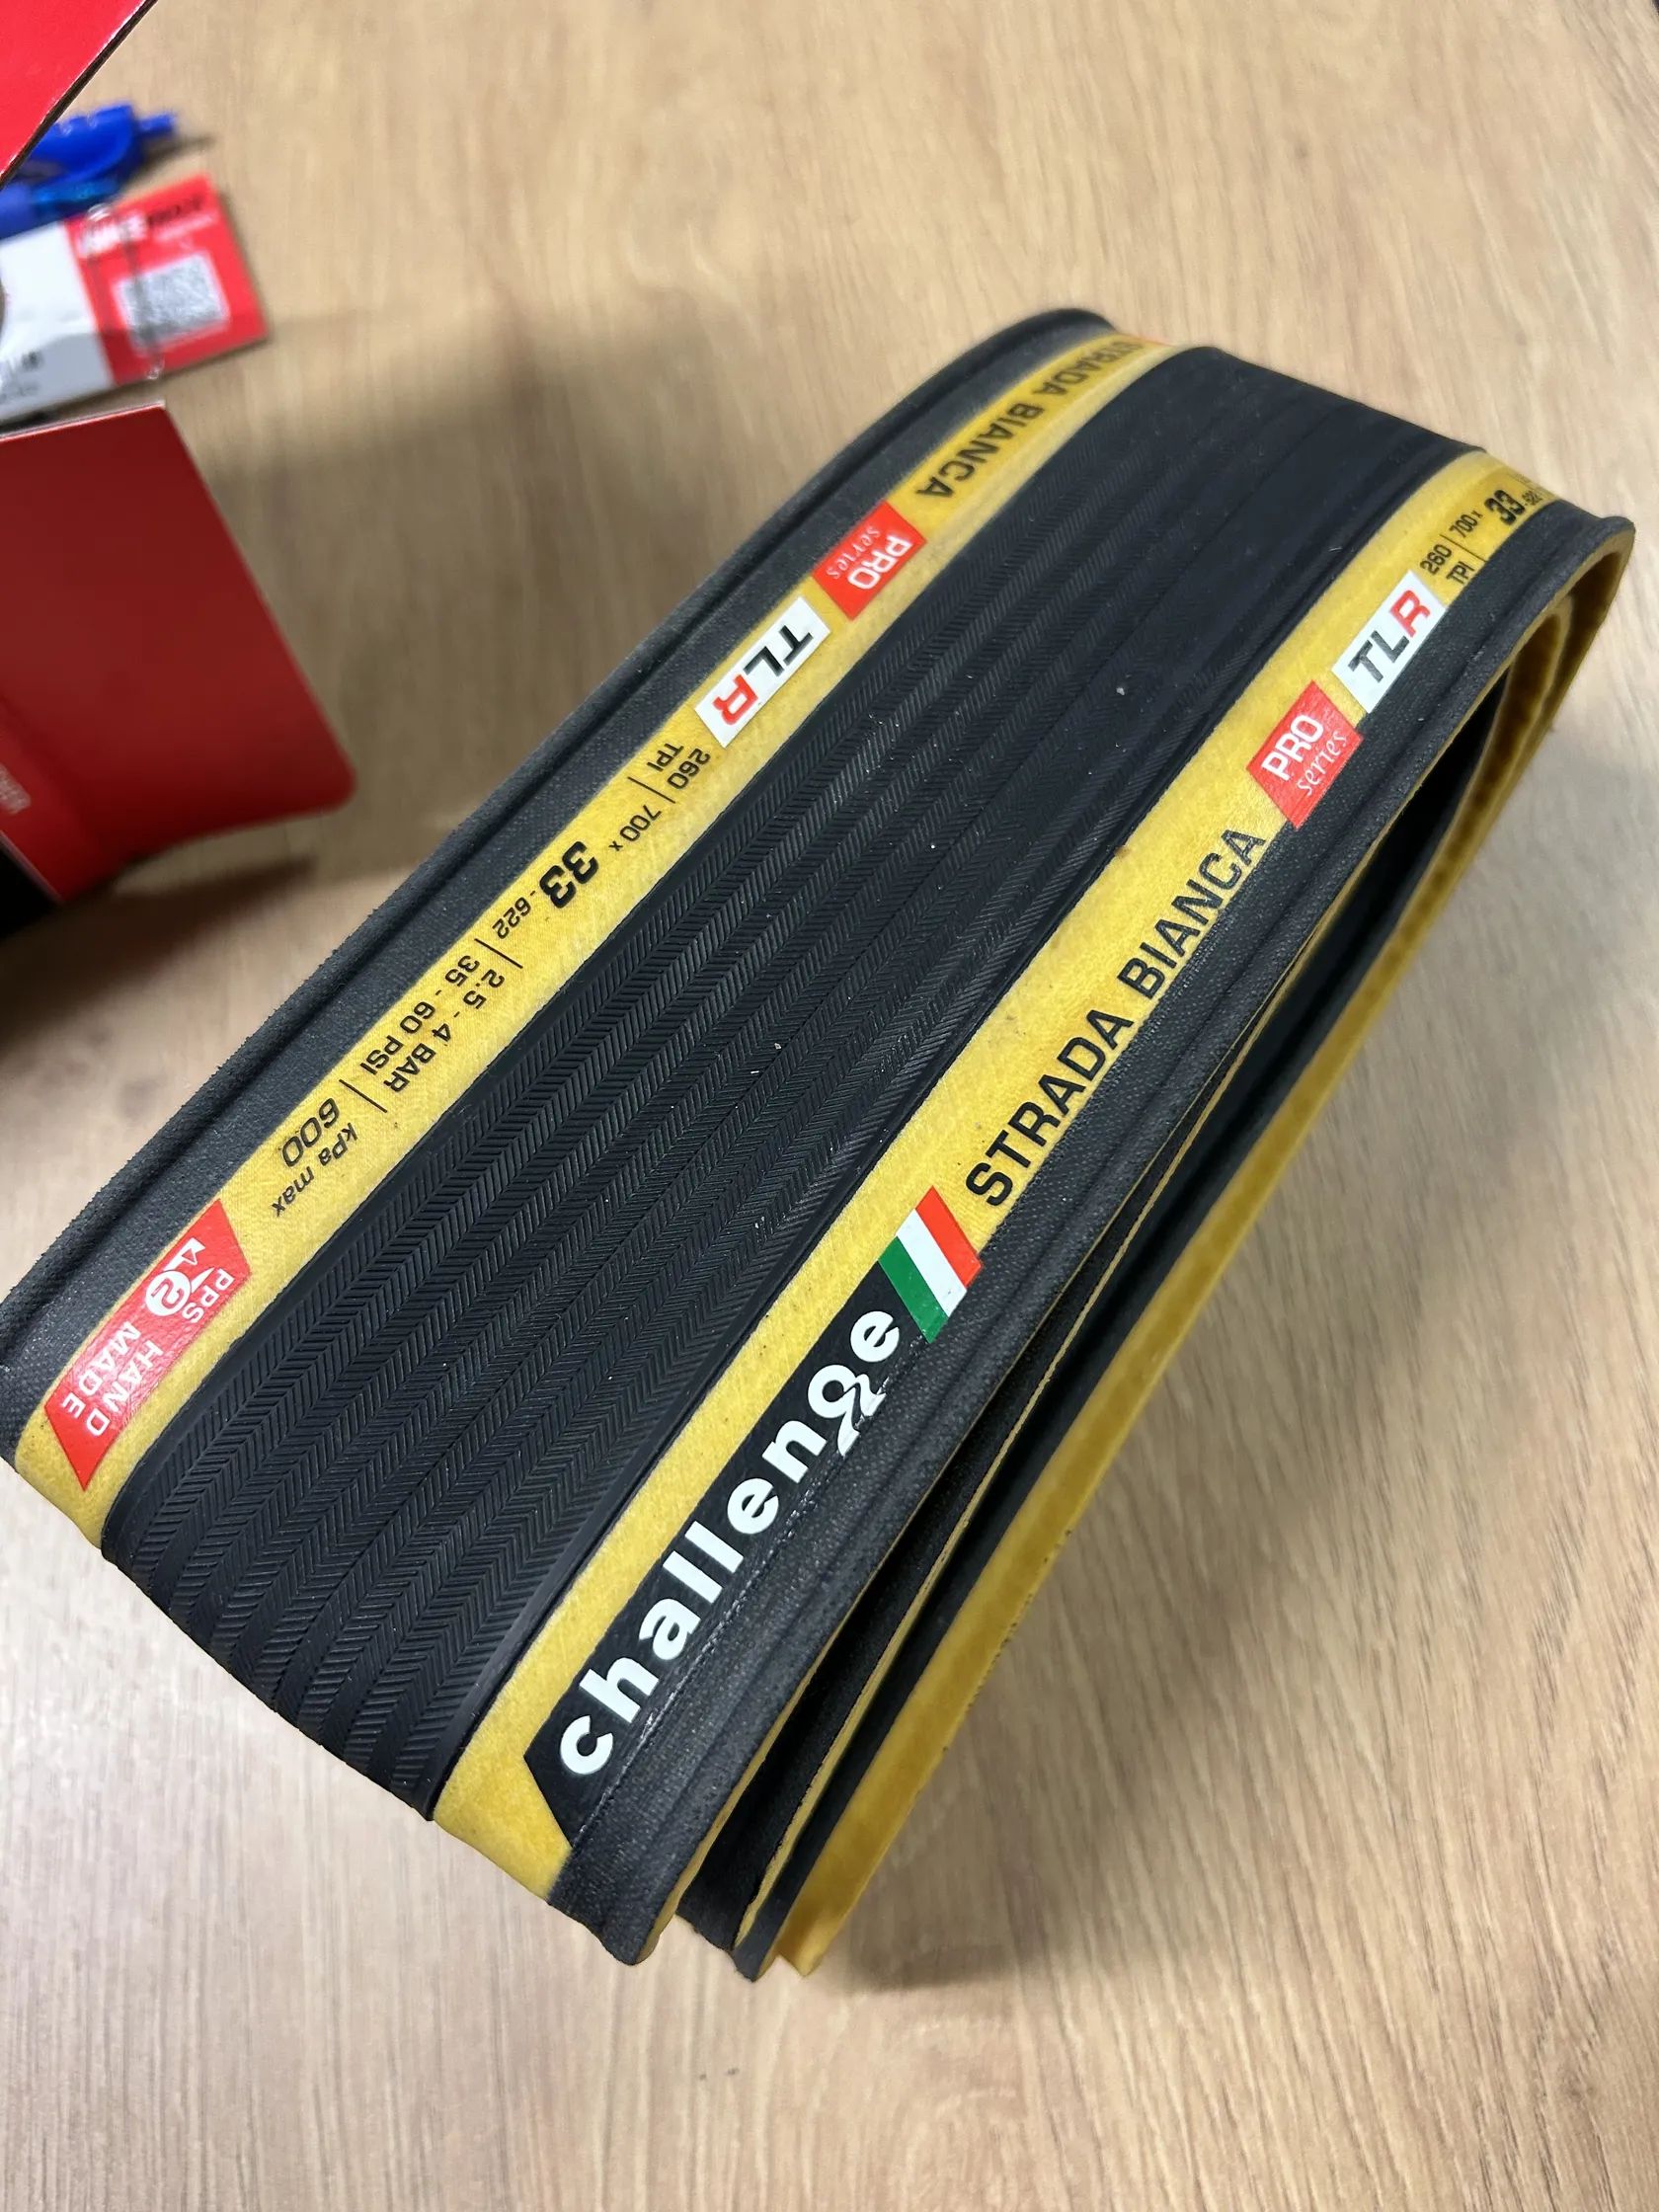 STRADA BIANCA
PRO
series
TLR
260
TPI
700 x
33 - 622
2.5 - 4 BAR
35 - 60 PSI
600
kPa max
PPS
2
HAND
MADE
challenge
STRADA BIANCA
PRO
series
TLR
260
TPI
700 x
33